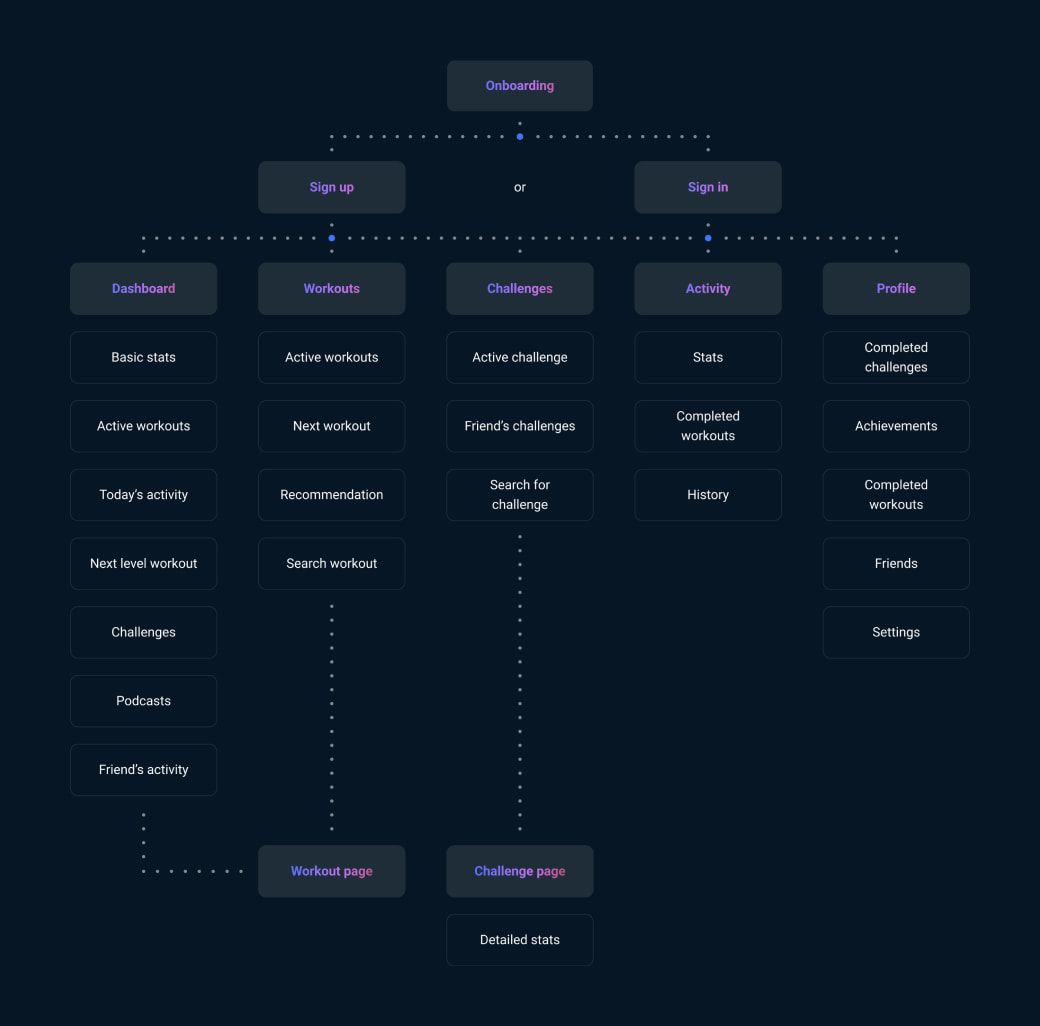 Onboarding
Sign up
or
Sign in
Dashboard
Workouts
Challenges
Activity
Profile
Basic stats
Active workouts
Active challenge
Stats
Completed
challenges
Active workouts
Next workout
Friend’s challenges
Completed
workouts
Achievements
Today’s activity
Recommendation
Search for
challenge
History
Completed
workouts
Next level workout
Search workout
Friends
Challenges
Settings
Podcasts
Friend’s activity
Workout page
Challenge page
Detailed stats